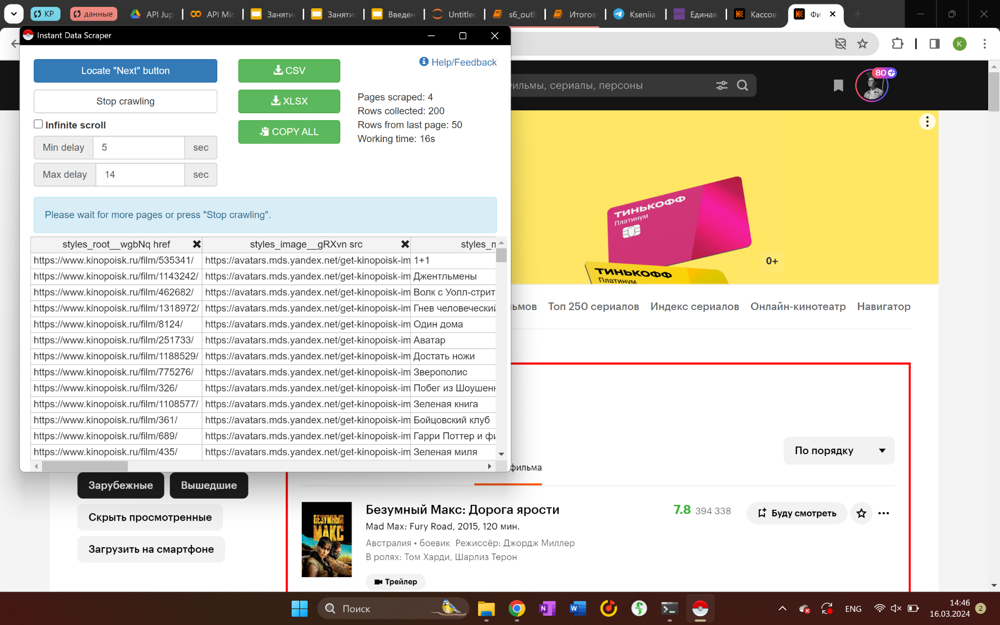 КР
данные
API Jup
API Min
Заняти
Заняти
Введен
Untitled
s6_outli
Итогов
Kseniia
Единая
Кассов
Фи
Instant Data Scraper
K
Locate "Next" button
CSV
Help/Feedback
Stop crawling
XLSX
Pages scraped: 4
Rows collected: 200
Rows from last page: 50
Working time: 16s
Infinite scroll
COPY ALL
Min delay 5 sec
Max delay 14 sec
Please wait for more pages or press "Stop crawling".
styles_root__wgbNq href
styles_image__gRXvn src
https://www.kinopoisk.ru/film/535341/ https://avatars.mds.yandex.net/get-kinopoisk-im 1+1
https://www.kinopoisk.ru/film/1143242/ https://avatars.mds.yandex.net/get-kinopoisk-im Джентльмены
https://www.kinopoisk.ru/film/462682/ https://avatars.mds.yandex.net/get-kinopoisk-im Волк с Уолл-стрит
https://www.kinopoisk.ru/film/1318972/ https://avatars.mds.yandex.net/get-kinopoisk-im Гнев человеческий
https://www.kinopoisk.ru/film/8124/ https://avatars.mds.yandex.net/get-kinopoisk-im Один дома
https://www.kinopoisk.ru/film/251733/ https://avatars.mds.yandex.net/get-kinopoisk-im Аватар
https://www.kinopoisk.ru/film/1188529/ https://avatars.mds.yandex.net/get-kinopoisk-im Достать ножи
https://www.kinopoisk.ru/film/775276/ https://avatars.mds.yandex.net/get-kinopoisk-im Зверополис
https://www.kinopoisk.ru/film/326/ https://avatars.mds.yandex.net/get-kinopoisk-im Побег из Шоушенк
https://www.kinopoisk.ru/film/1108577/ https://avatars.mds.yandex.net/get-kinopoisk-im Зеленая книга
https://www.kinopoisk.ru/film/361/ https://avatars.mds.yandex.net/get-kinopoisk-im Бойцовский клуб
https://www.kinopoisk.ru/film/689/ https://avatars.mds.yandex.net/get-kinopoisk-im Гарри Поттер и фи
https://www.kinopoisk.ru/film/435/ https://avatars.mds.yandex.net/get-kinopoisk-im Зеленая миля
ильмы, сериалы, персоны
80
ТИНЬКОФФ
Платинум
ТИНЬКОФФ
Платинум
0+
ьмов Топ 250 сериалов Индекс сериалов Онлайн-кинотеатр Навигатор
По порядку
фильма
Зарубежные Вышедшие
Скрыть просмотренные
Загрузить на смартфоне
БЕЗУМНЫЙ
МАКС
Безумный Макс: Дорога ярости
Mad Max: Fury Road, 2015, 120 мин.
Австралия • боевик Режиссёр: Джордж Миллер
В ролях: Том Харди, Шарлиз Терон
Трейлер
7.8 394 338
Буду смотреть
Поиск
ENG
14:46
16.03.2024
2